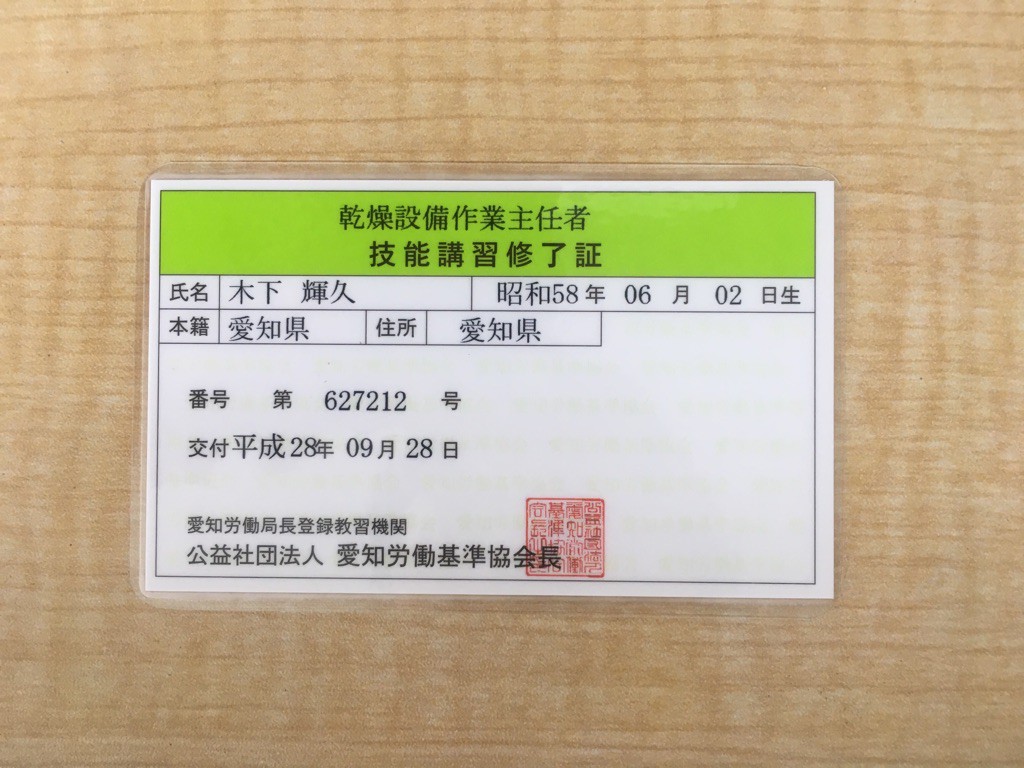 乾燥設備作業主任者
技能講習修了証
氏名 木下 輝久 昭和58年 06 月 02 日生
本籍 愛知県 住所 愛知県
番号 第 627212 号
交付 平成28年 09月 28日
愛知労働局長登録教習機関
公益社団法人 愛知労働基準協会長